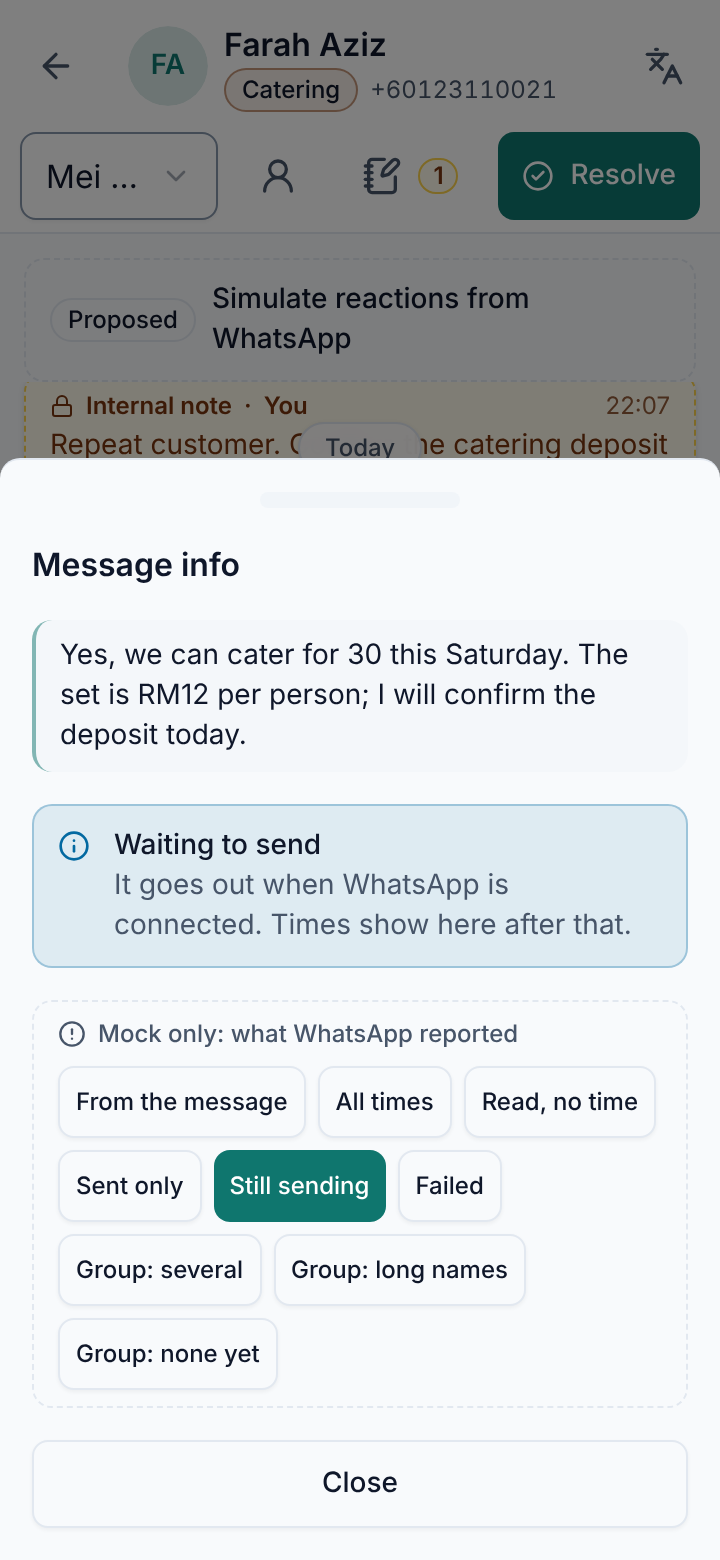 FA
Farah Aziz
Catering +60123110021
Mei ...
1
Resolve
Proposed
Simulate reactions from
WhatsApp
Internal note · You 22:07
Repeat customer. catering deposit
Today
Message info
Yes, we can cater for 30 this Saturday. The
set is RM12 per person; I will confirm the
deposit today.
Waiting to send
It goes out when WhatsApp is
connected. Times show here after that.
Mock only: what WhatsApp reported
From the message All times Read, no time
Sent only Still sending Failed
Group: several Group: long names
Group: none yet
Close